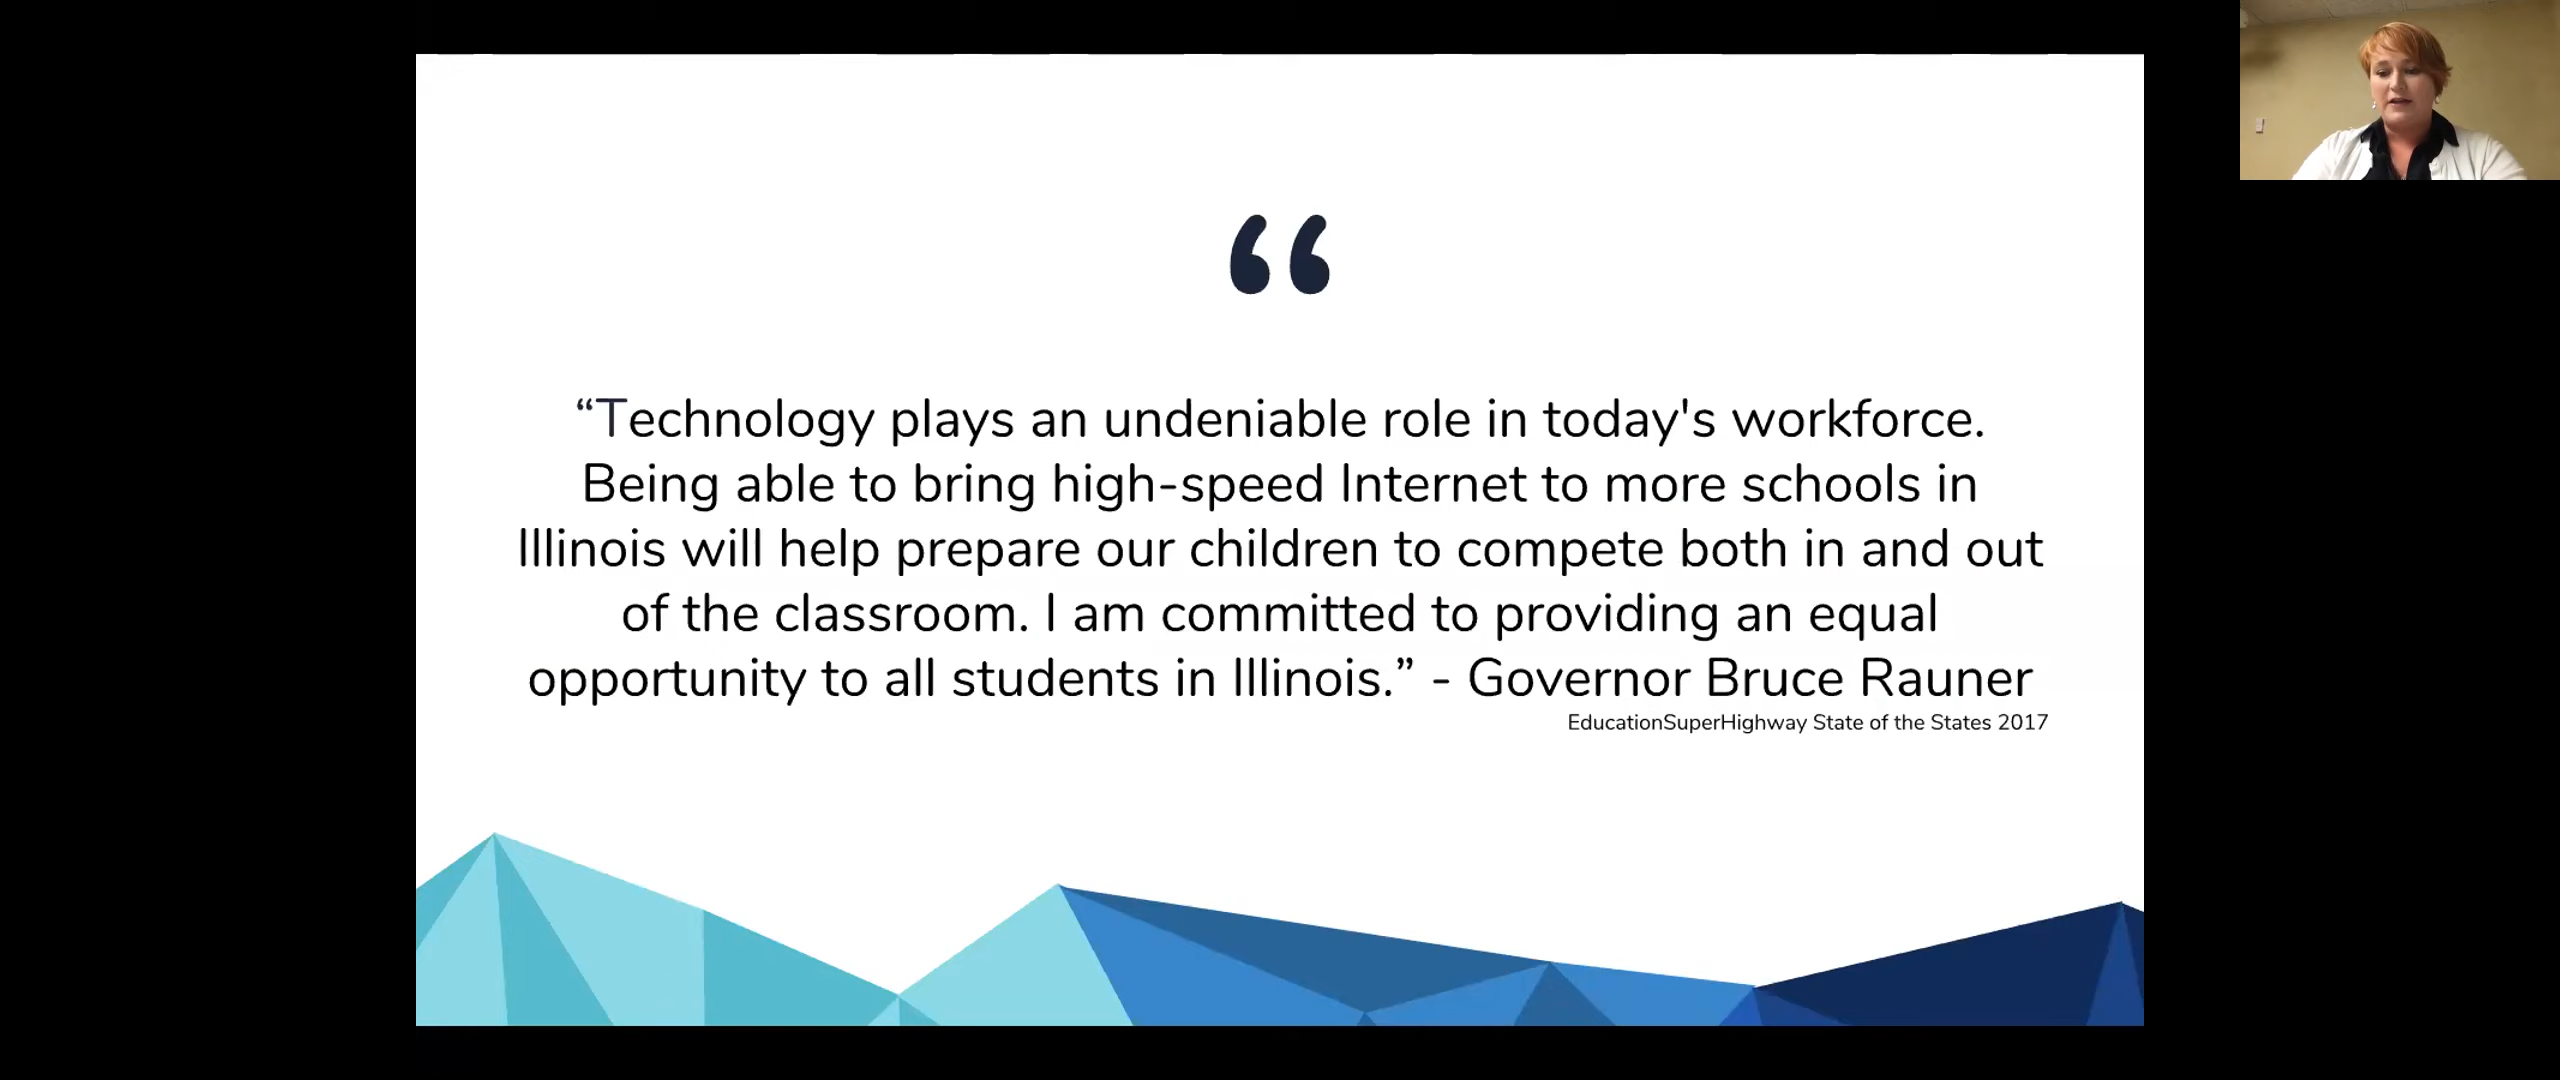 “
“Technology plays an undeniable role in today's workforce.
Being able to bring high-speed Internet to more schools in
Illinois will help prepare our children to compete both in and out
of the classroom. I am committed to providing an equal
opportunity to all students in Illinois.” - Governor Bruce Rauner
EducationSuperHighway State of the States 2017